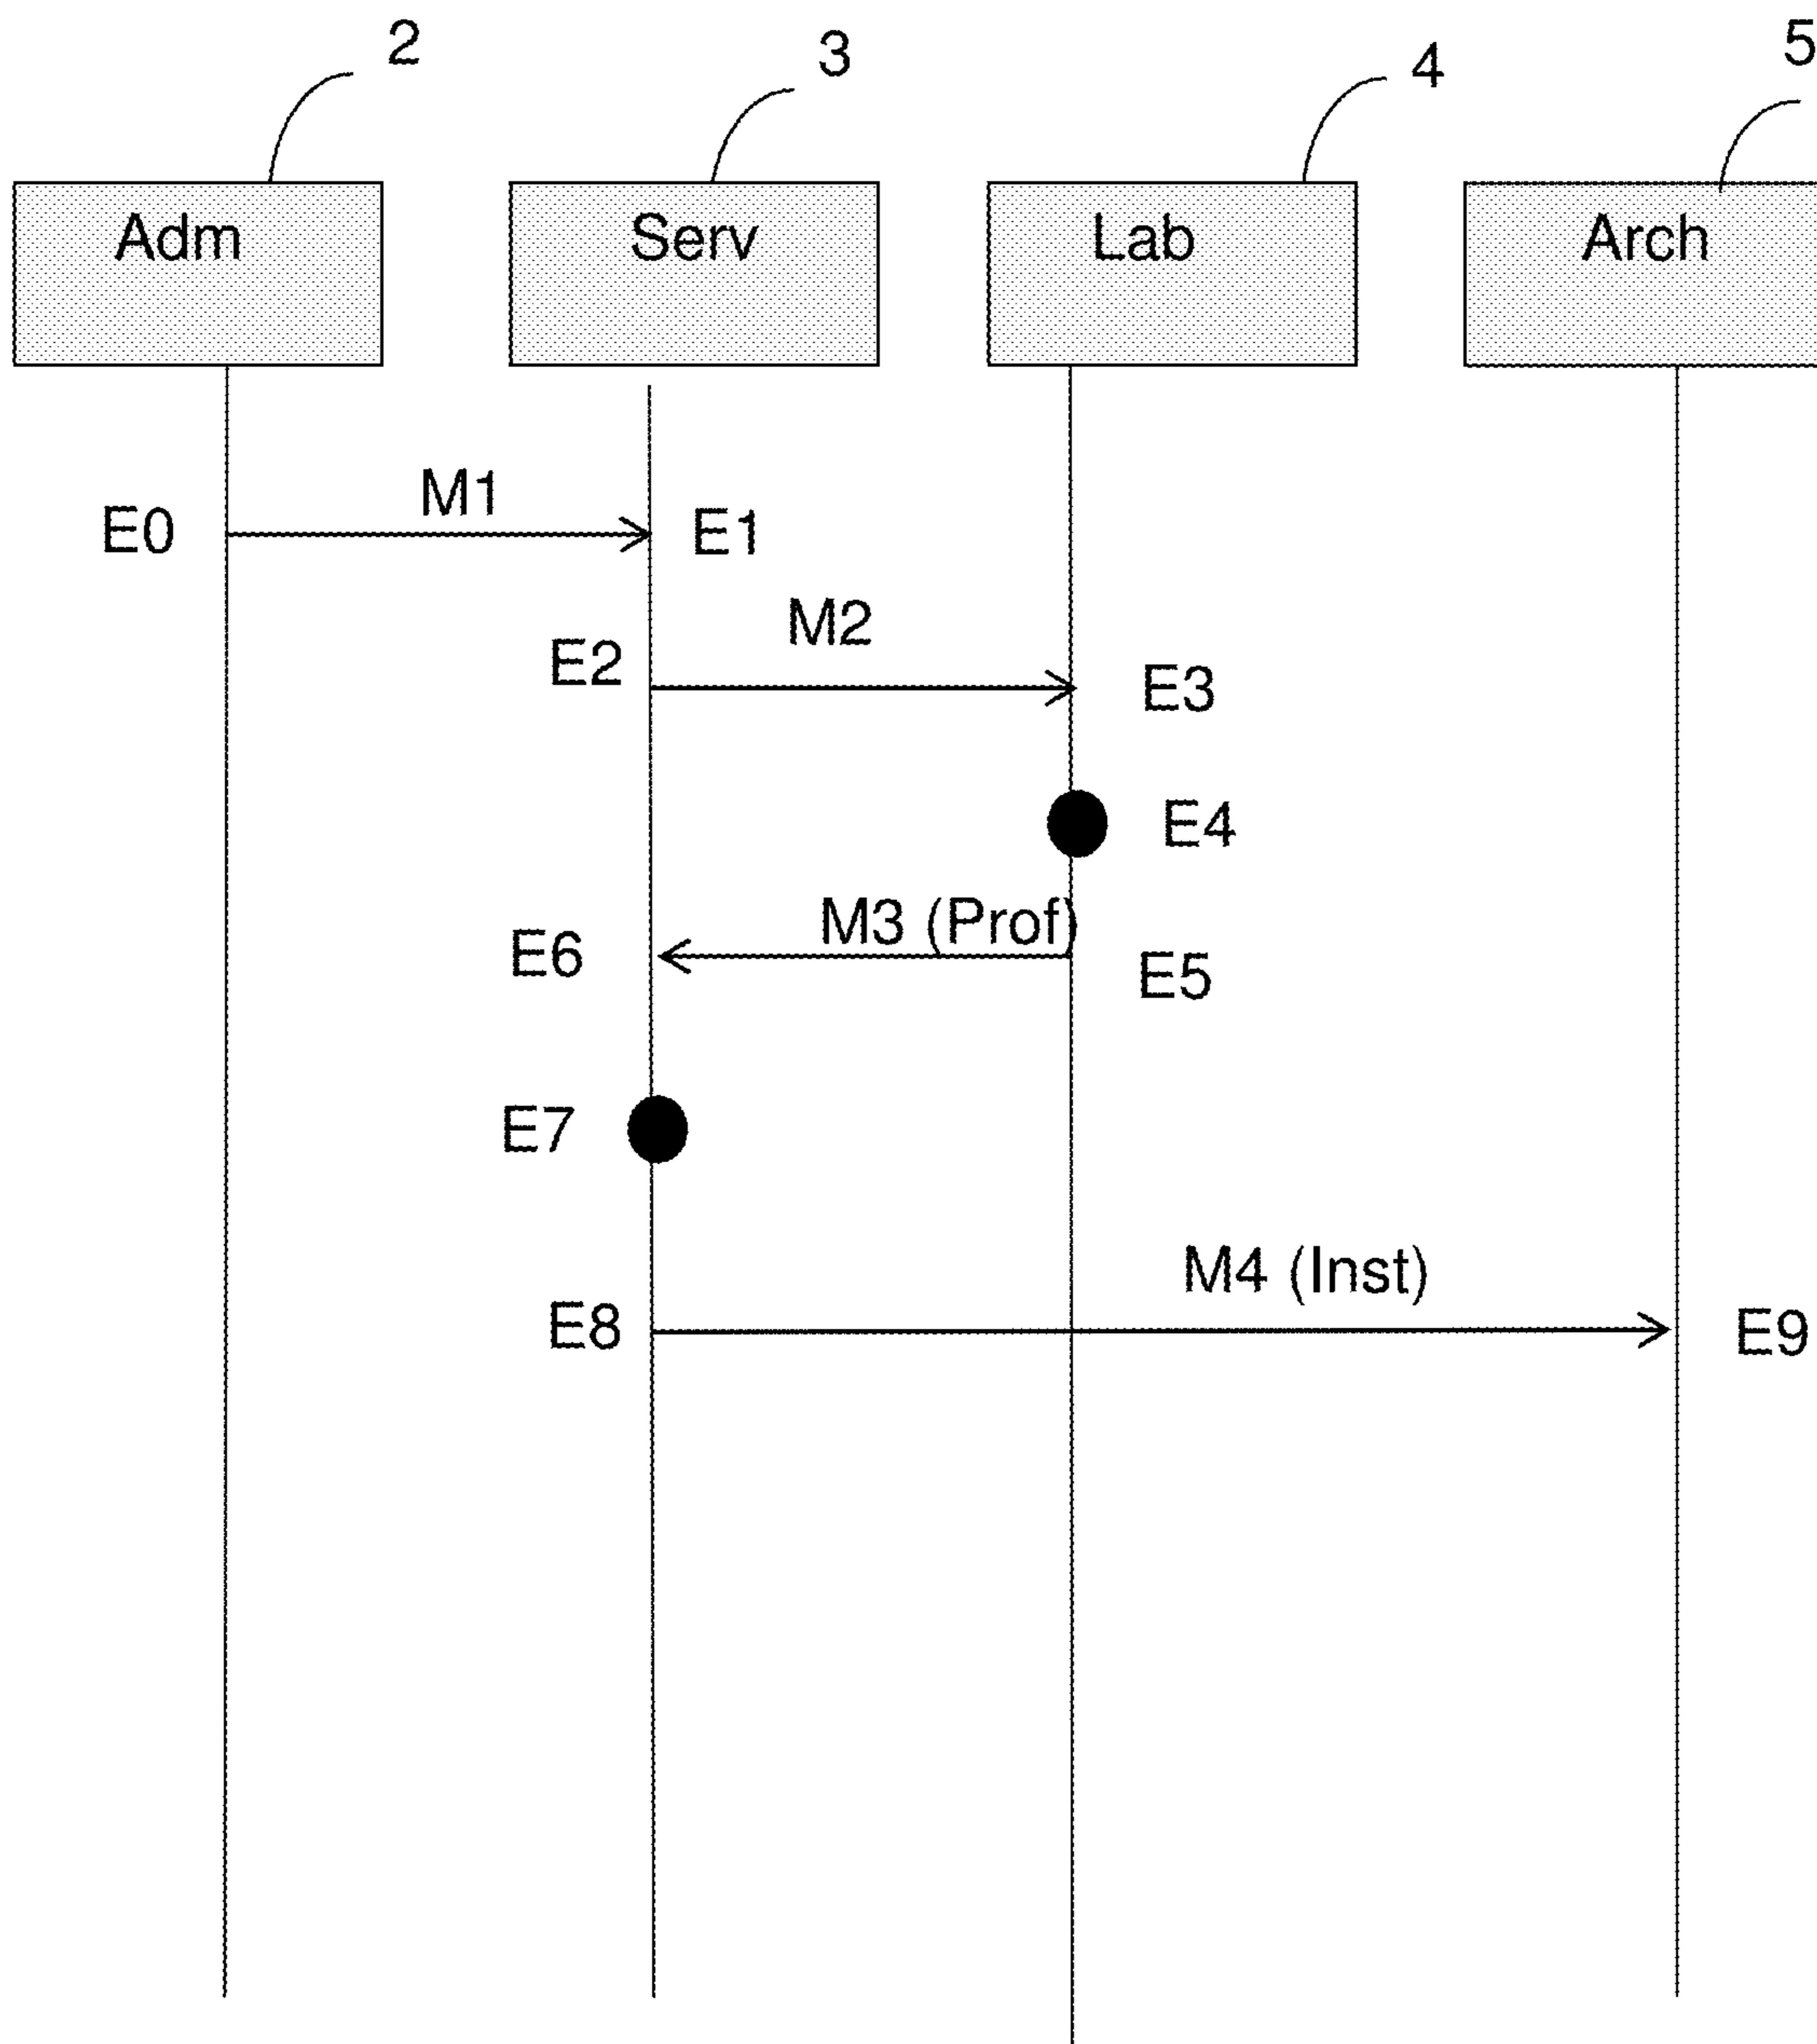 2 3 4 5
Adm Serv Lab Arch
M1
E0 E1
M2
E2 E3
E4
M3 (Prof)
E6 E5
E7
M4 (Inst)
E8 E9